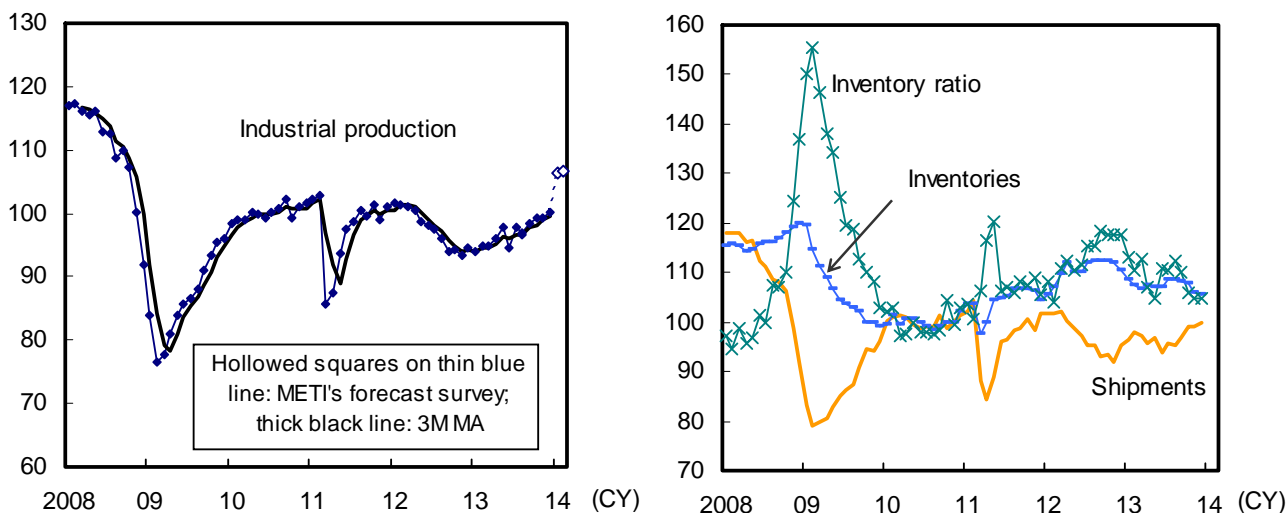 130
120
110
100
90
80
70
60
Industrial production
Hollowed squares on thin blue
line: METI's forecast survey;
thick black line: 3MMA
2008 09 10 11 12 13 14 (CY)
160
150
140
130
120
110
100
90
80
70
Inventory ratio
Inventories
Shipments
2008 09 10 11 12 13 14 (CY)